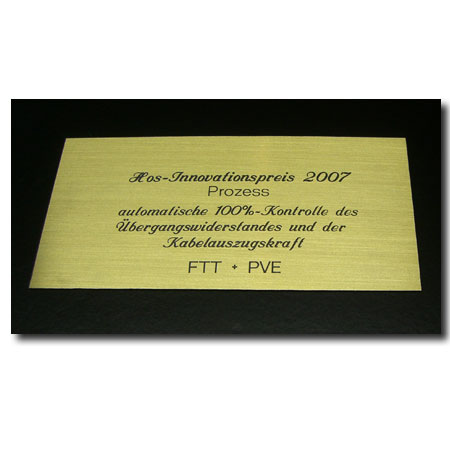 Hos-Innovationspreis 2007
Prozess
automatische 100%-Kontrolle des
Übergangswiderstandes und der
Kabelauszugskraft
FTT + PVE